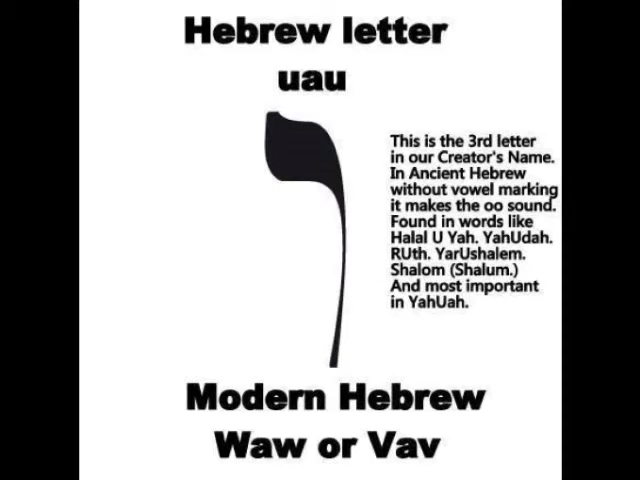 Hebrew letter
uau
ו
This is the 3rd letter
in our Creator's Name.
In Ancient Hebrew
without vowel marking
it makes the oo sound.
Found in words like
Halal U Yah. YahUdah.
RUth. YarUshalem.
Shalom (Shalum.)
And most important
in YahUah.
Modern Hebrew
Waw or Vav